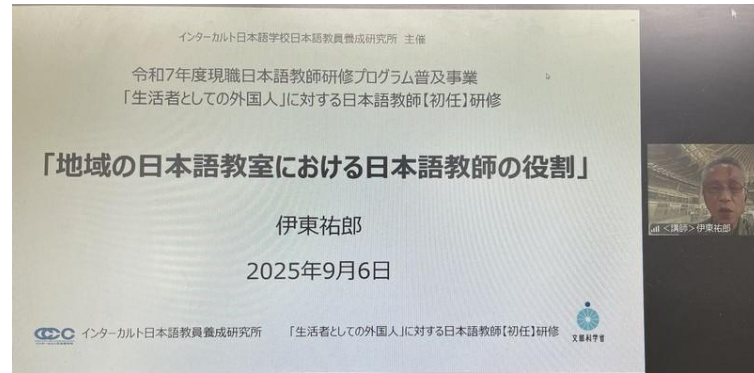 インターカルト日本語学校日本語教員養成研究所 主催
令和7年度現職日本語教師研修プログラム普及事業
「生活者としての外国人」に対する日本語教師【初任】研修
「地域の日本語教室における日本語教師の役割」
伊東祐郎
2025年9月6日
インターカルト日本語教員養成研究所 「生活者としての外国人」に対する日本語教師【初任】研修
文部科学省
<講師>伊東祐郎